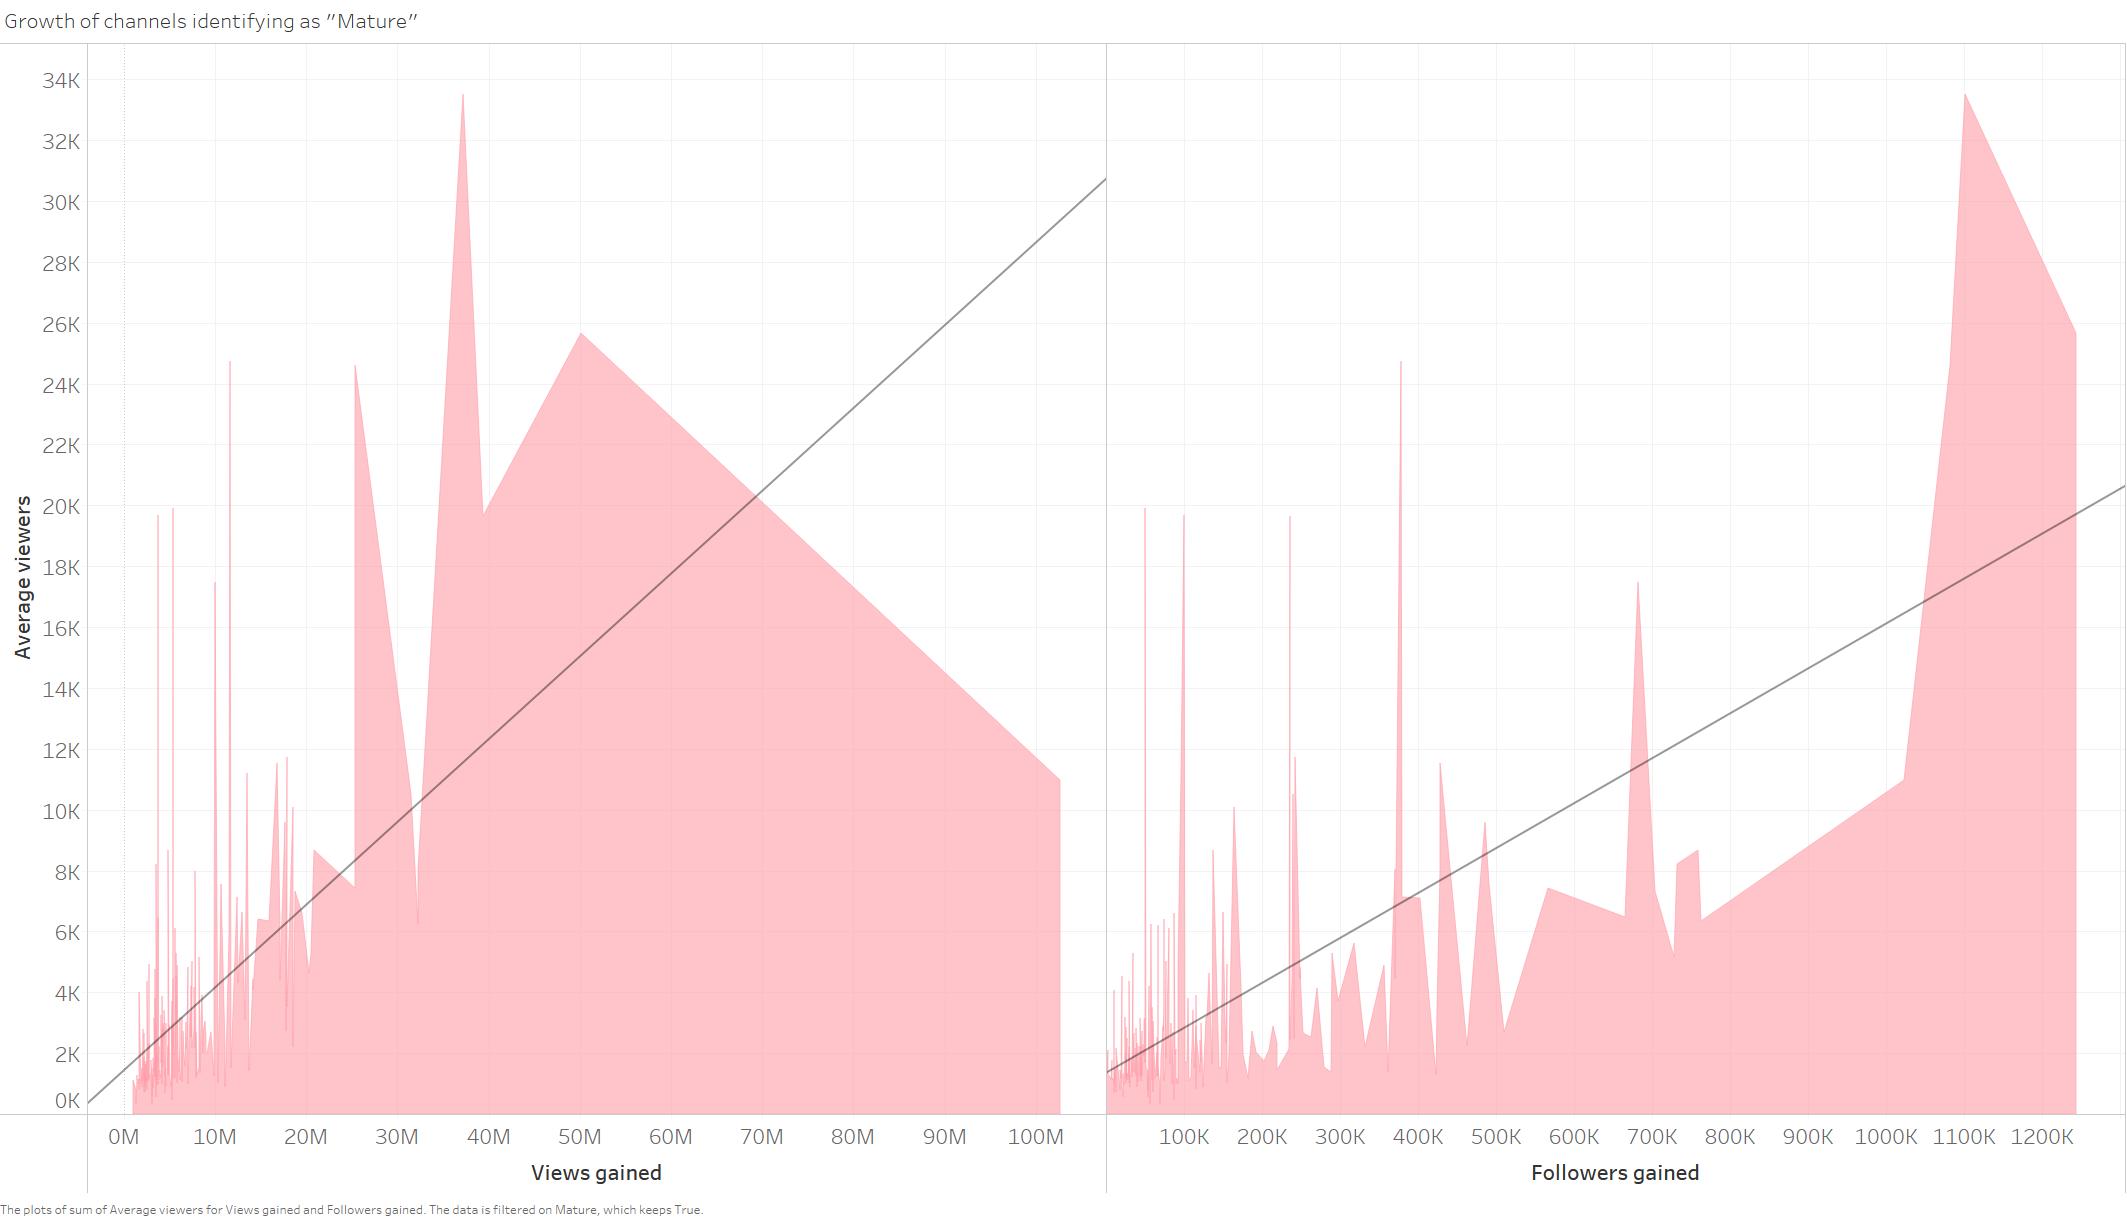 Growth of channels identifying as "Mature"
34K
32K
30K
28K
26K
24K
22K
20K
18K
16K
14K
12K
10K
8K
6K
4K
2K
0K
Average viewers
0M 10M 20M 30M 40M 50M 60M 70M 80M 90M 100M
100K 200K 300K 400K 500K 600K 700K 800K 900K 1000K 1100K 1200K
Views gained
Followers gained
The plots of sum of Average viewers for Views gained and Followers gained. The data is filtered on Mature, which keeps True.